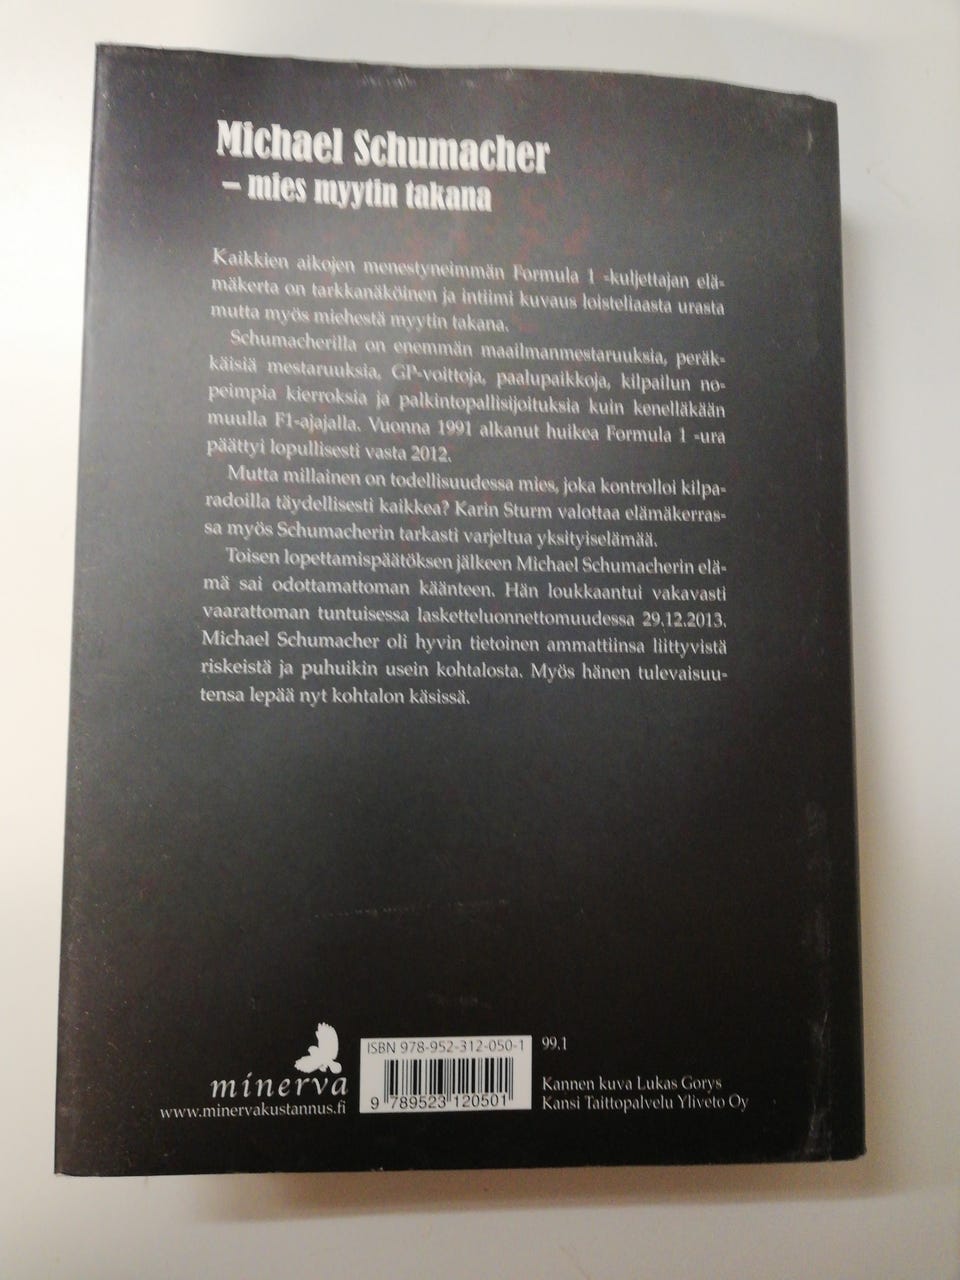 Michael Schumacher
– mies myytin takana
Kaikkien aikojen menestyneimmän Formula 1 -kuljettajan elä-
mäkerta on tarkkanäköinen ja intiimi kuvaus loisteliaasta urasta
mutta myös miehestä myytin takana.
Schumacherilla on enemmän maailmanmestaruuksia, peräk-
käisiä mestaruuksia, GP-voittoja, paalupaikkoja, kilpailun no-
peimpia kierroksia ja palkintopallisijoituksia kuin kenelläkään
muulla F1-ajajalla. Vuonna 1991 alkanut huikea Formula 1 -ura
päättyi lopullisesti vasta 2012.
Mutta millainen on todellisuudessa mies, joka kontrolloi kilpa-
radoilla täydellisesti kaikkea? Karin Sturm valottaa elämäkerras-
sa myös Schumacherin tarkasti varjeltua yksityiselämää.
Toisen lopettamispäätöksen jälkeen Michael Schumacherin elä-
mä sai odottamattoman käänteen. Hän loukkaantui vakavasti
vaarattoman tuntuisessa laskettelu­onnettomuudessa 29.12.2013.
Michael Schumacher oli hyvin tietoinen ammattiinsa liittyvistä
riskeistä ja puhuikin usein kohtalosta. Myös hänen tulevaisuu-
tensa lepää nyt kohtalon käsissä.
minerva
www.minervakustannus.fi
ISBN 978-952-312-050-1
9 789523 120501
99.1
Kannen kuva Lukas Gorys
Kansi Taittopalvelu Yliveto Oy